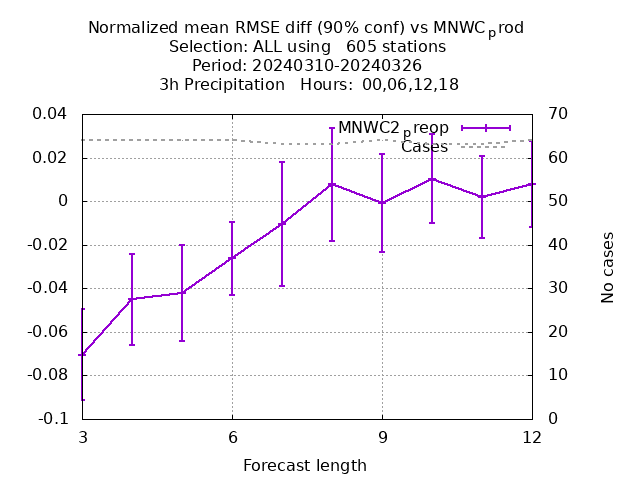 Normalized mean RMSE diff (90% conf) vs MNWCprod
Selection: ALL using   605 stations
Period: 20240310-20240326
3h Precipitation   Hours:  00,06,12,18
0.04
70
MNWC2preop
Cases
0.02
60
0
50
-0.02
40
No cases
-0.04
30
-0.06
20
-0.08
10
-0.1
0
3
6
9
12
Forecast length